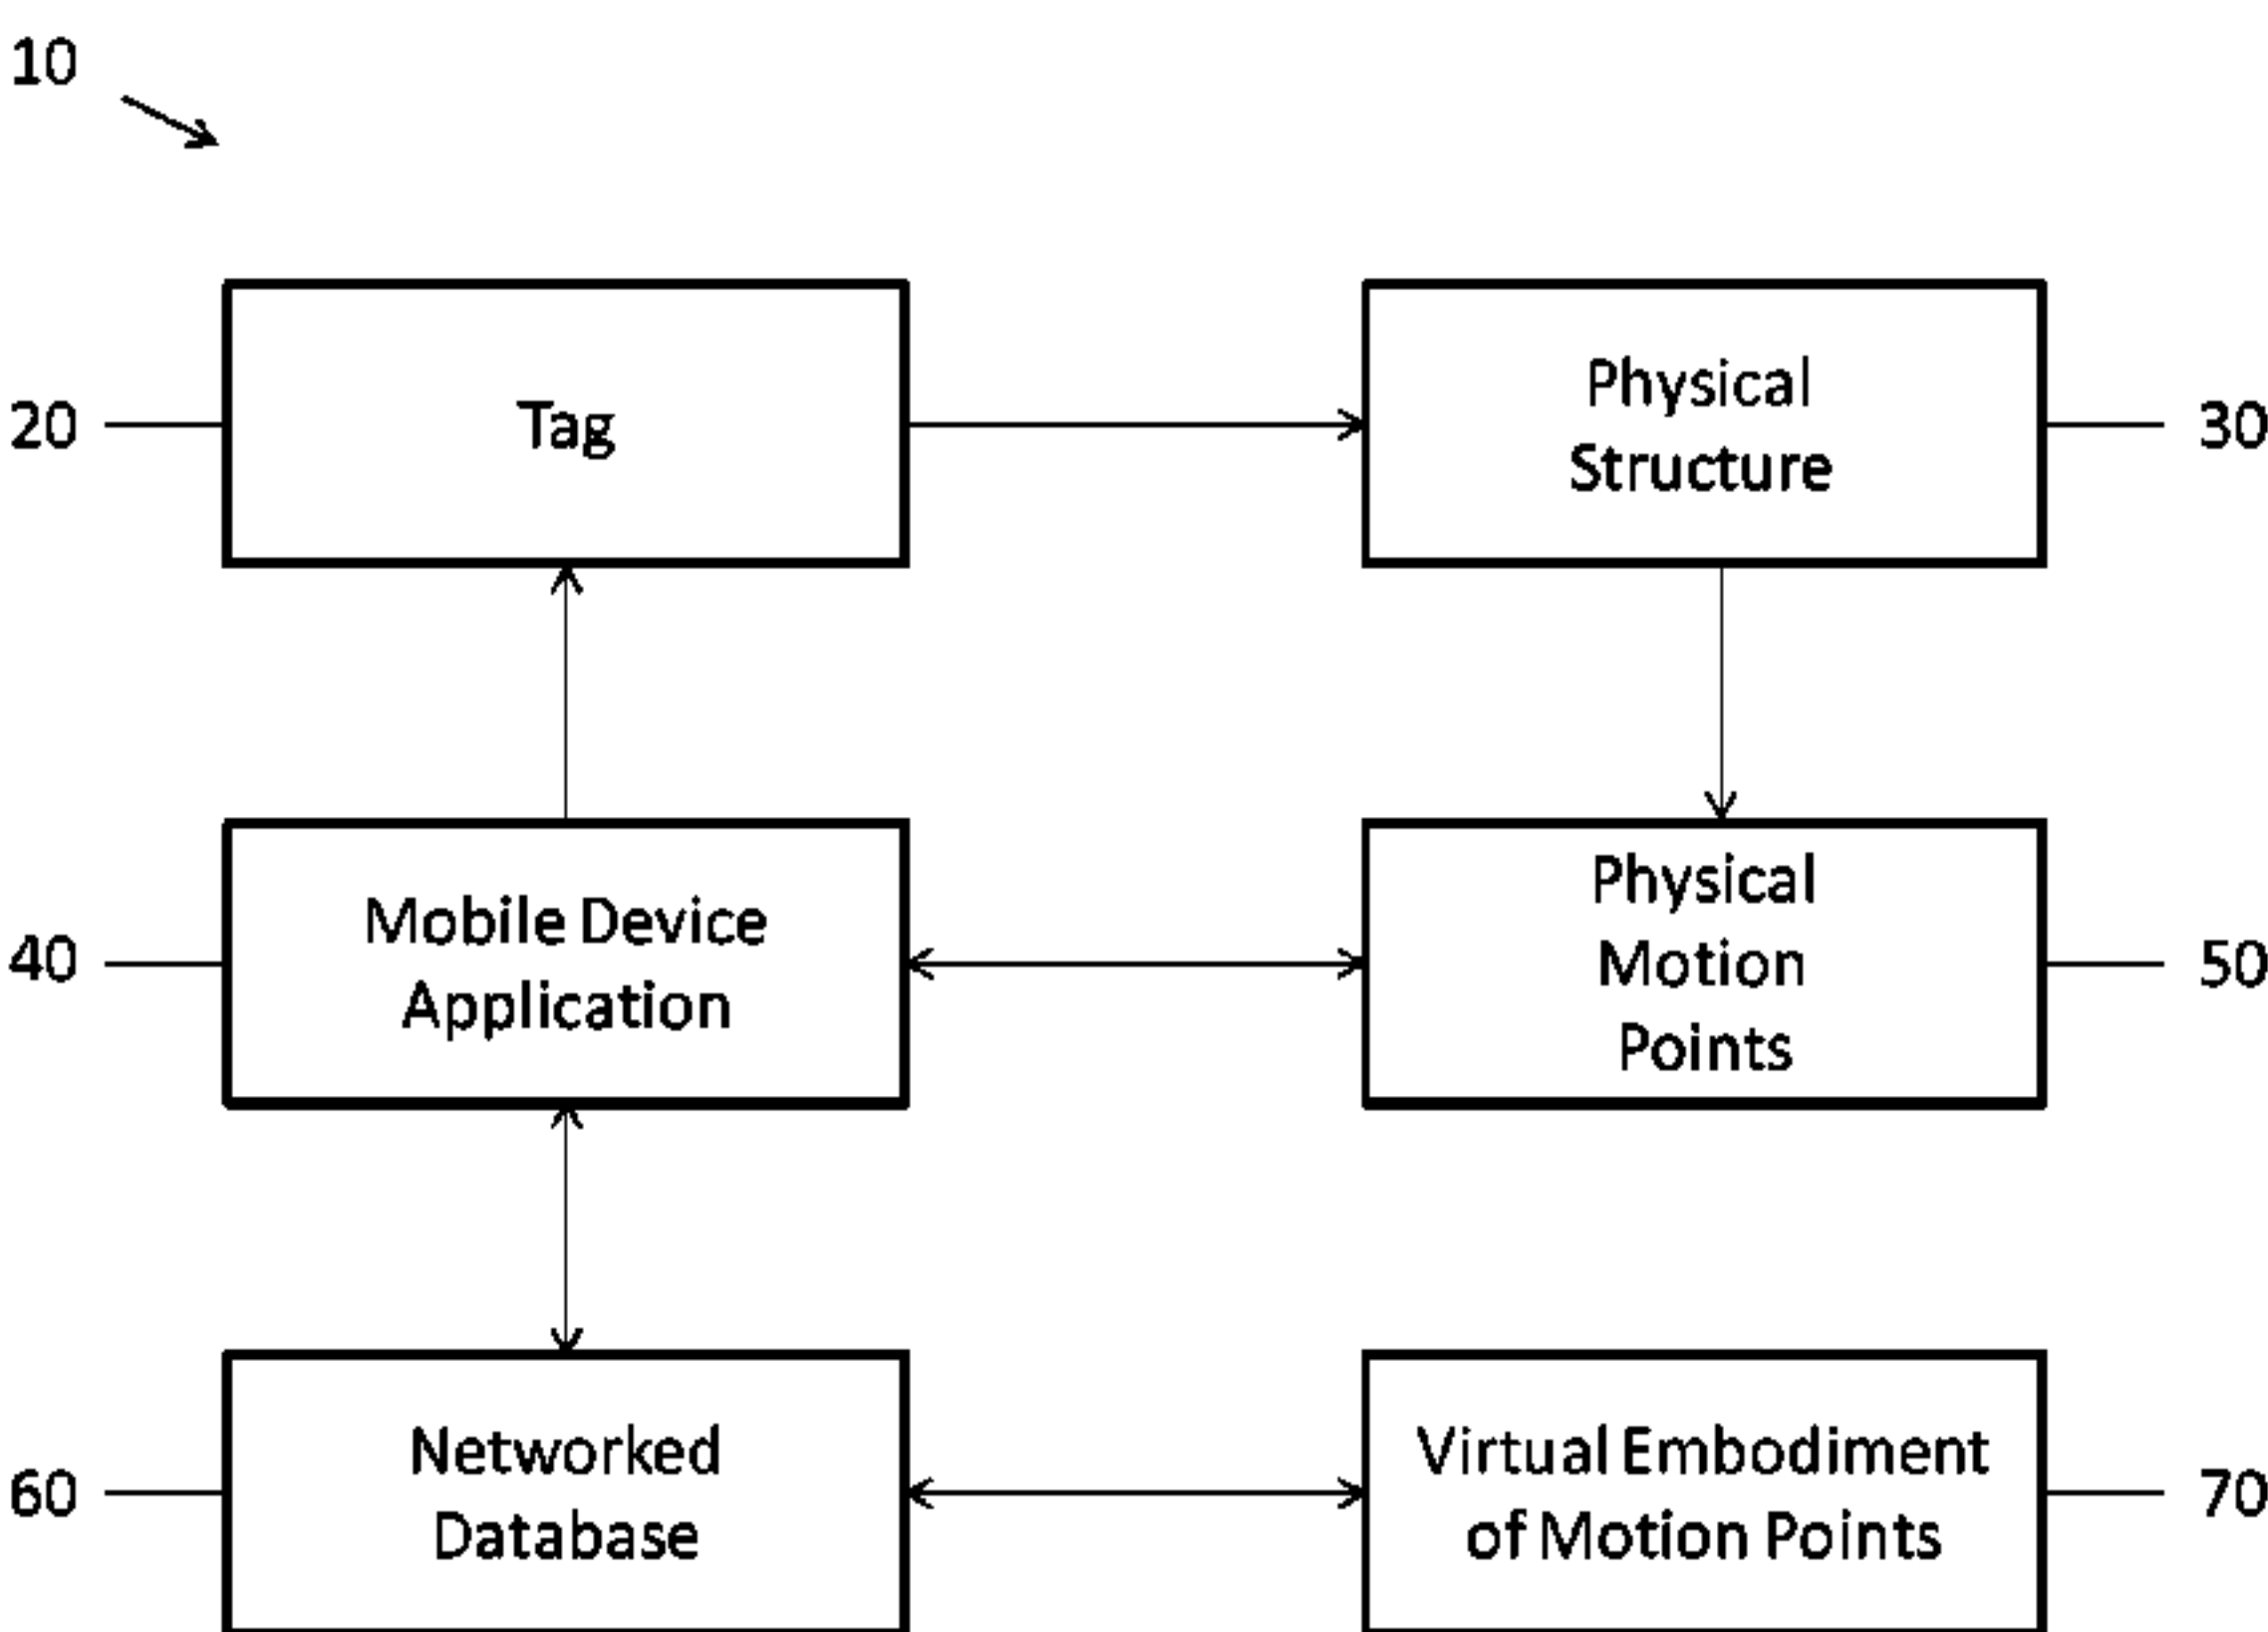 10
20
Tag
Physical
Structure
30
40
Mobile Device
Application
Physical
Motion
Points
50
60
Networked
Database
Virtual Embodiment
of Motion Points
70